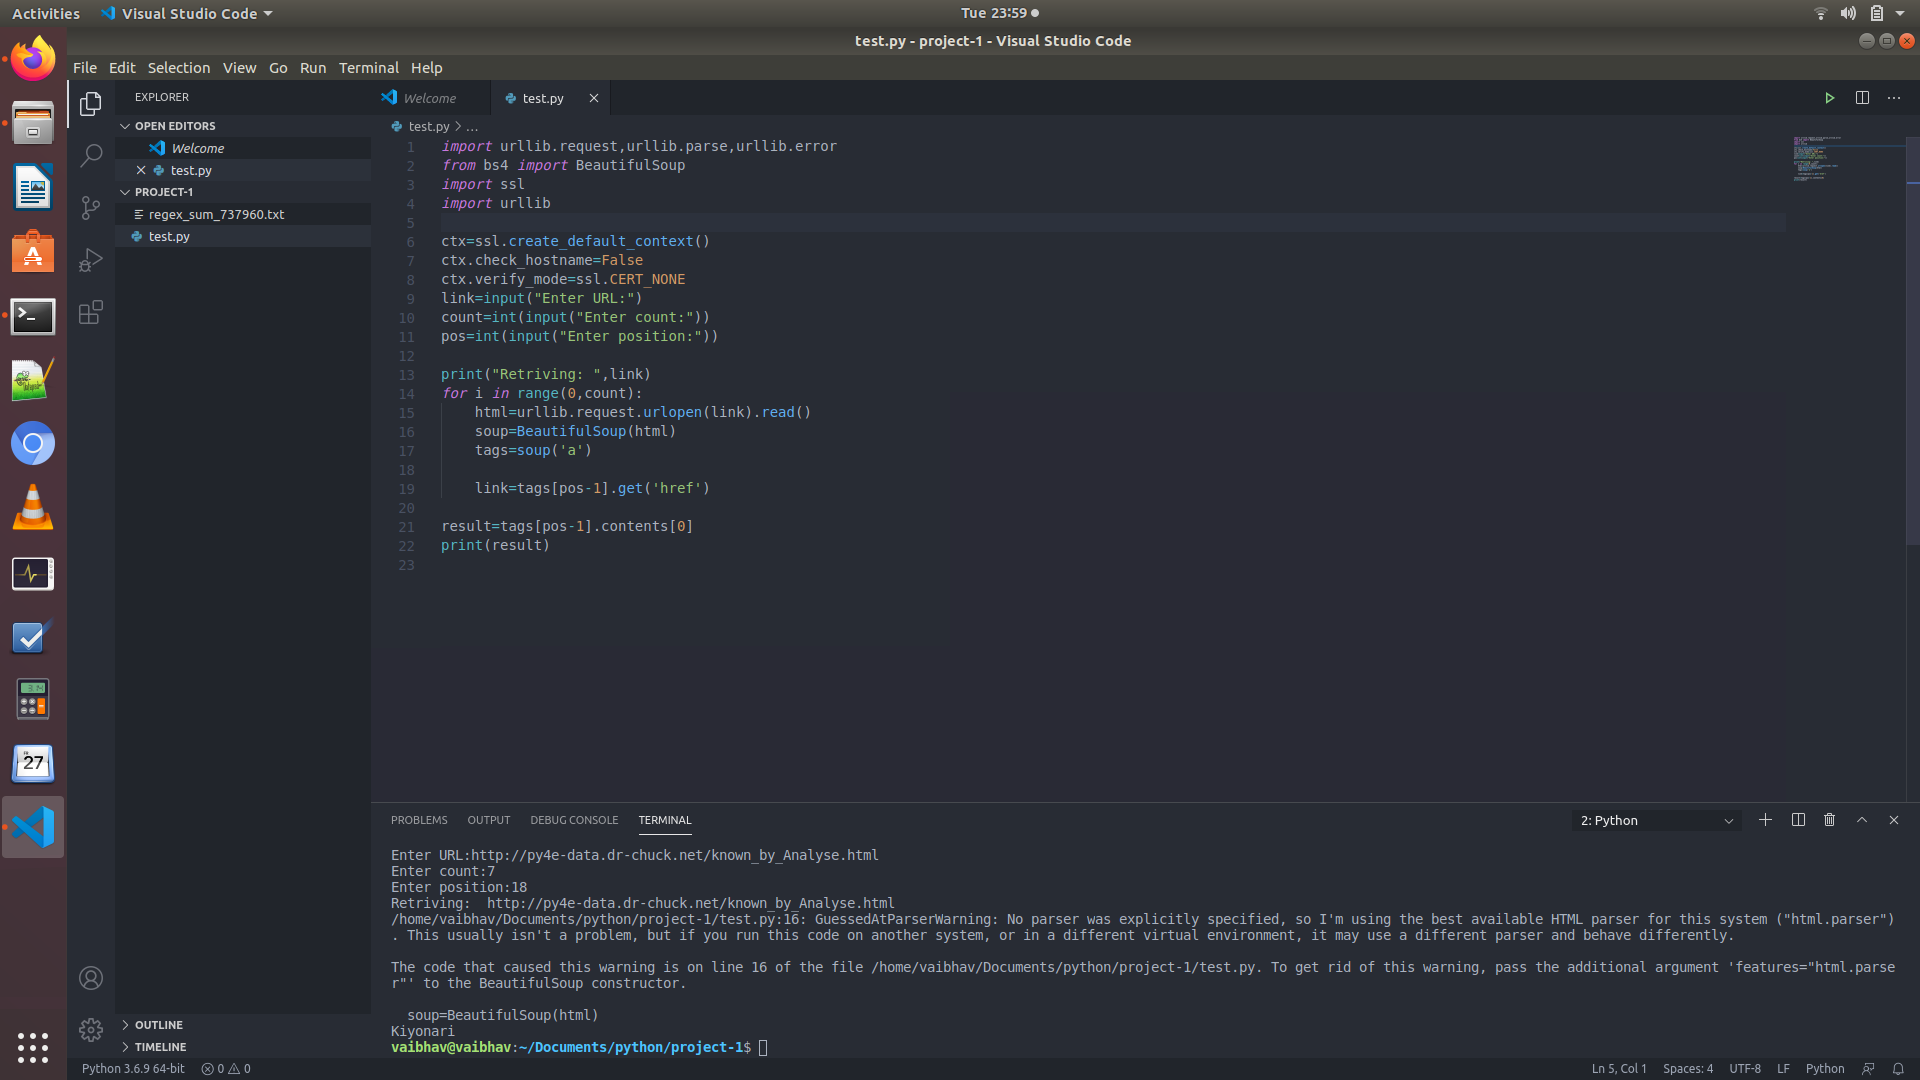 Activities
Visual Studio Code
Tue 23:59
test.py - project-1 - Visual Studio Code
File Edit Selection View Go Run Terminal Help
EXPLORER
OPEN EDITORS
Welcome
test.py
PROJECT-1
regex_sum_737960.txt
test.py
OUTLINE
TIMELINE
27
Welcome
test.py
test.py > ...
1 import urllib.request,urllib.parse,urllib.error
2 from bs4 import BeautifulSoup
3 import ssl
4 import urllib
5
6 ctx=ssl.create_default_context()
7 ctx.check_hostname=False
8 ctx.verify_mode=ssl.CERT_NONE
9 link=input("Enter URL:")
10 count=int(input("Enter count:"))
11 pos=int(input("Enter position:"))
12
13 print("Retriving: ",link)
14 for i in range(0,count):
15 html=urllib.request.urlopen(link).read()
16 soup=BeautifulSoup(html)
17 tags=soup('a')
18
19 link=tags[pos-1].get('href')
20
21 result=tags[pos-1].contents[0]
22 print(result)
23
PROBLEMS OUTPUT DEBUG CONSOLE TERMINAL
2: Python
Enter URL:http://py4e-data.dr-chuck.net/known_by_Analyse.html
Enter count:7
Enter position:18
Retriving:  http://py4e-data.dr-chuck.net/known_by_Analyse.html
/home/vaibhav/Documents/python/project-1/test.py:16: GuessedAtParserWarning: No parser was explicitly specified, so I'm using the best available HTML parser for this system ("html.parser")
. This usually isn't a problem, but if you run this code on another system, or in a different virtual environment, it may use a different parser and behave differently.
The code that caused this warning is on line 16 of the file /home/vaibhav/Documents/python/project-1/test.py. To get rid of this warning, pass the additional argument 'features="html.parse
r"' to the BeautifulSoup constructor.
soup=BeautifulSoup(html)
Kiyonari
vaibhav@vaibhav:~/Documents/python/project-1$
Python 3.6.9 64-bit
0 0
Ln 5, Col 1
Spaces: 4
UTF-8
LF
Python